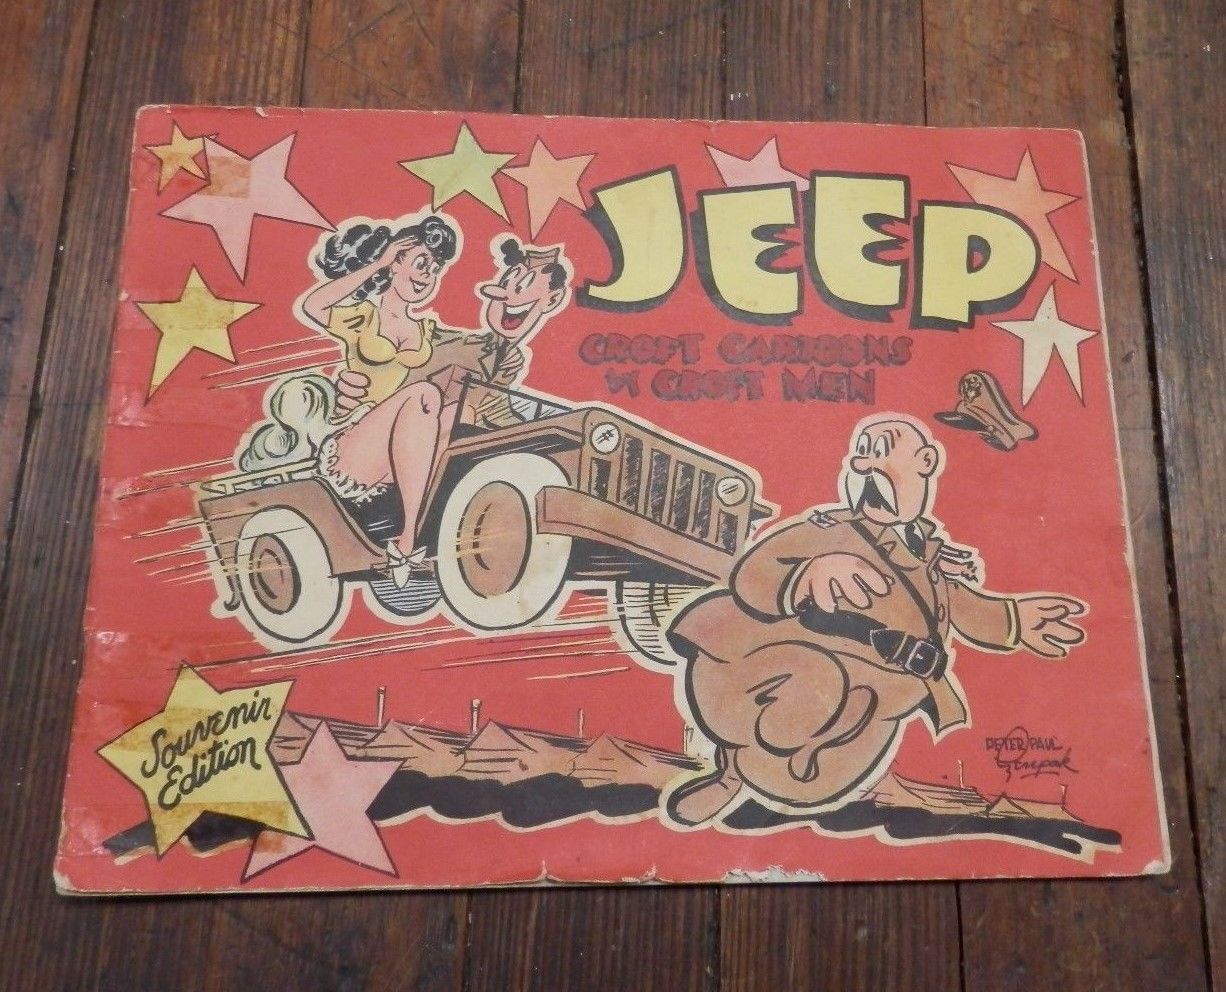 JEEP
CROFT CARTOONS
BY CROFT MEN
Souvenir
Edition
PETER PAUL